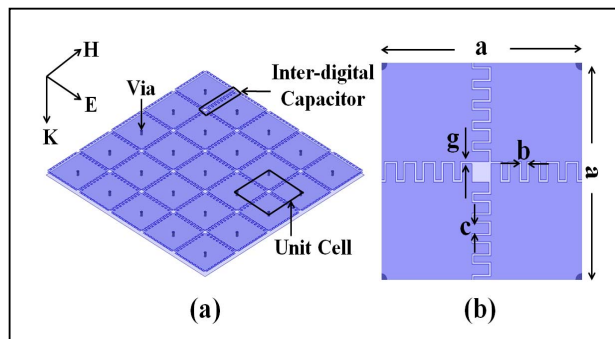 H
E
K
Via
Inter-digital
Capacitor
Unit Cell
(a)
a
g
b
a
c
(b)